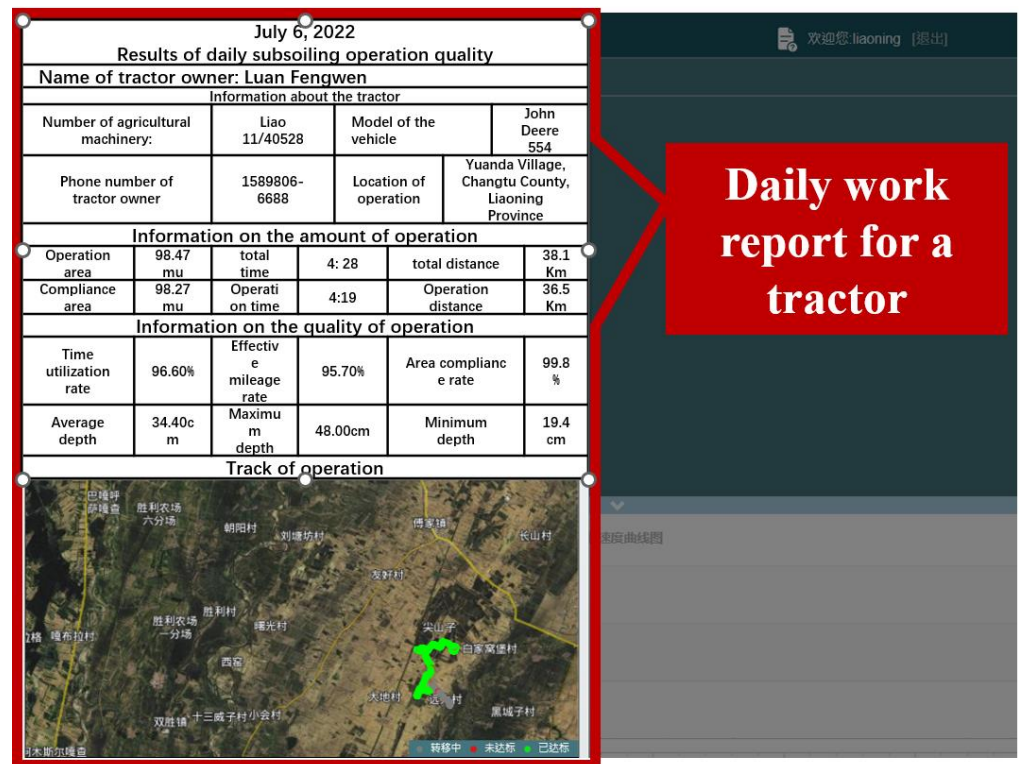 July 6, 2022
Results of daily subsoiling operation quality
Name of tractor owner: Luan Fengwen
Information about the tractor
Number of agricultural
machinery:
Liao
11/40528
Model of the
vehicle
John
Deere
554
Phone number of
tractor owner
1589806-
6688
Location of
operation
Yuanda Village,
Changtu County,
Liaoning
Province
Information on the amount of operation
Operation
area
98.47
mu
total
time
4: 28
total distance
38.1
Km
Compliance
area
98.27
mu
Operati
on time
4:19
Operation
distance
36.5
Km
Information on the quality of operation
Time
utilization
rate
96.60%
Effectiv
e
mileage
rate
95.70%
Area complianc
e rate
99.8
%
Average
depth
34.40c
m
Maximu
m
depth
48.00cm
Minimum
depth
19.4
cm
Track of operation
欢迎您:liaoning [退出]
Daily work
report for a
tractor
速度曲线图
巴嘎呼
萨嘎查
胜利农场
六分场
朝阳村
刘塘坊村
傅家镇
长山村
友好村
胜利村
胜利农场
一分场
曙光村
嘎布拉村
西窑
尖山子
白家窝堡村
大地村
黑城子村
双胜镇
十三威子村
小会村
阿木斯尔嘎查
转移中
未达标
已达标